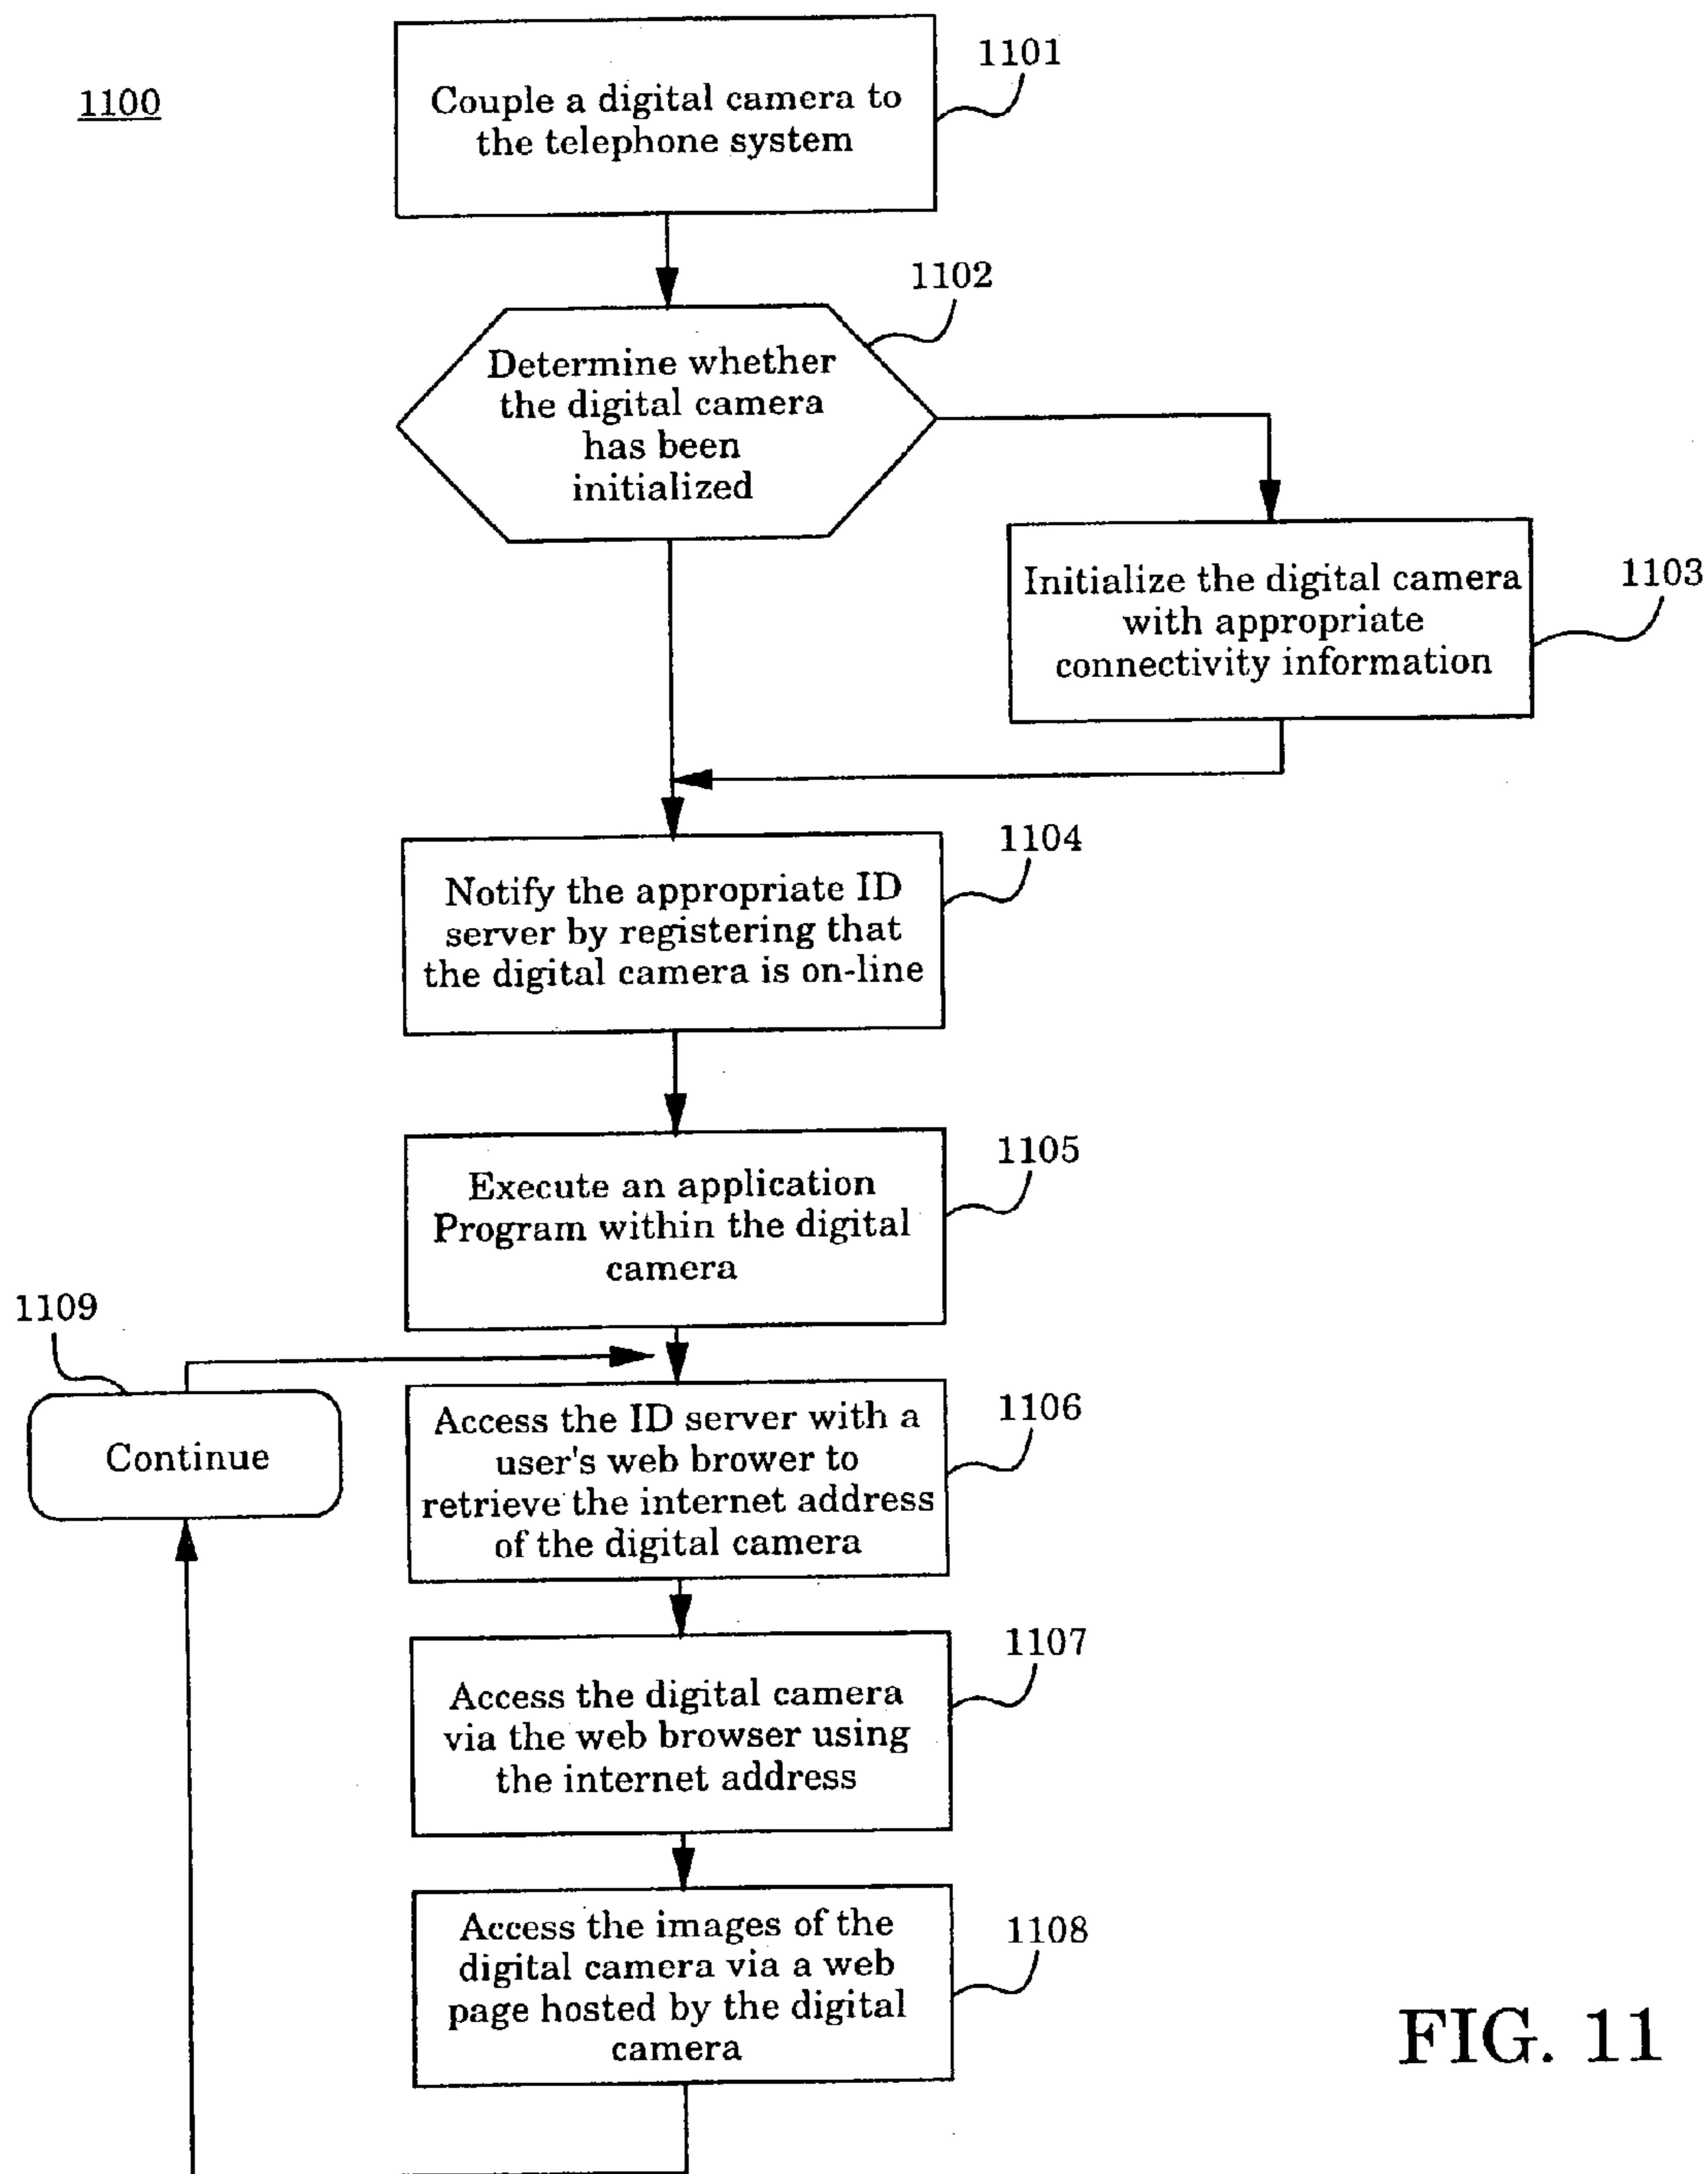 1100
1101
Couple a digital camera to
the telephone system
1102
Determine whether
the digital camera
has been
initialized
1103
Initialize the digital camera
with appropriate
connectivity information
1104
Notify the appropriate ID
server by registering that
the digital camera is on-line
1105
Execute an application
Program within the digital
camera
1109
Continue
1106
Access the ID server with a
user's web brower to
retrieve the internet address
of the digital camera
1107
Access the digital camera
via the web browser using
the internet address
1108
Access the images of the
digital camera via a web
page hosted by the digital
camera
FIG. 11